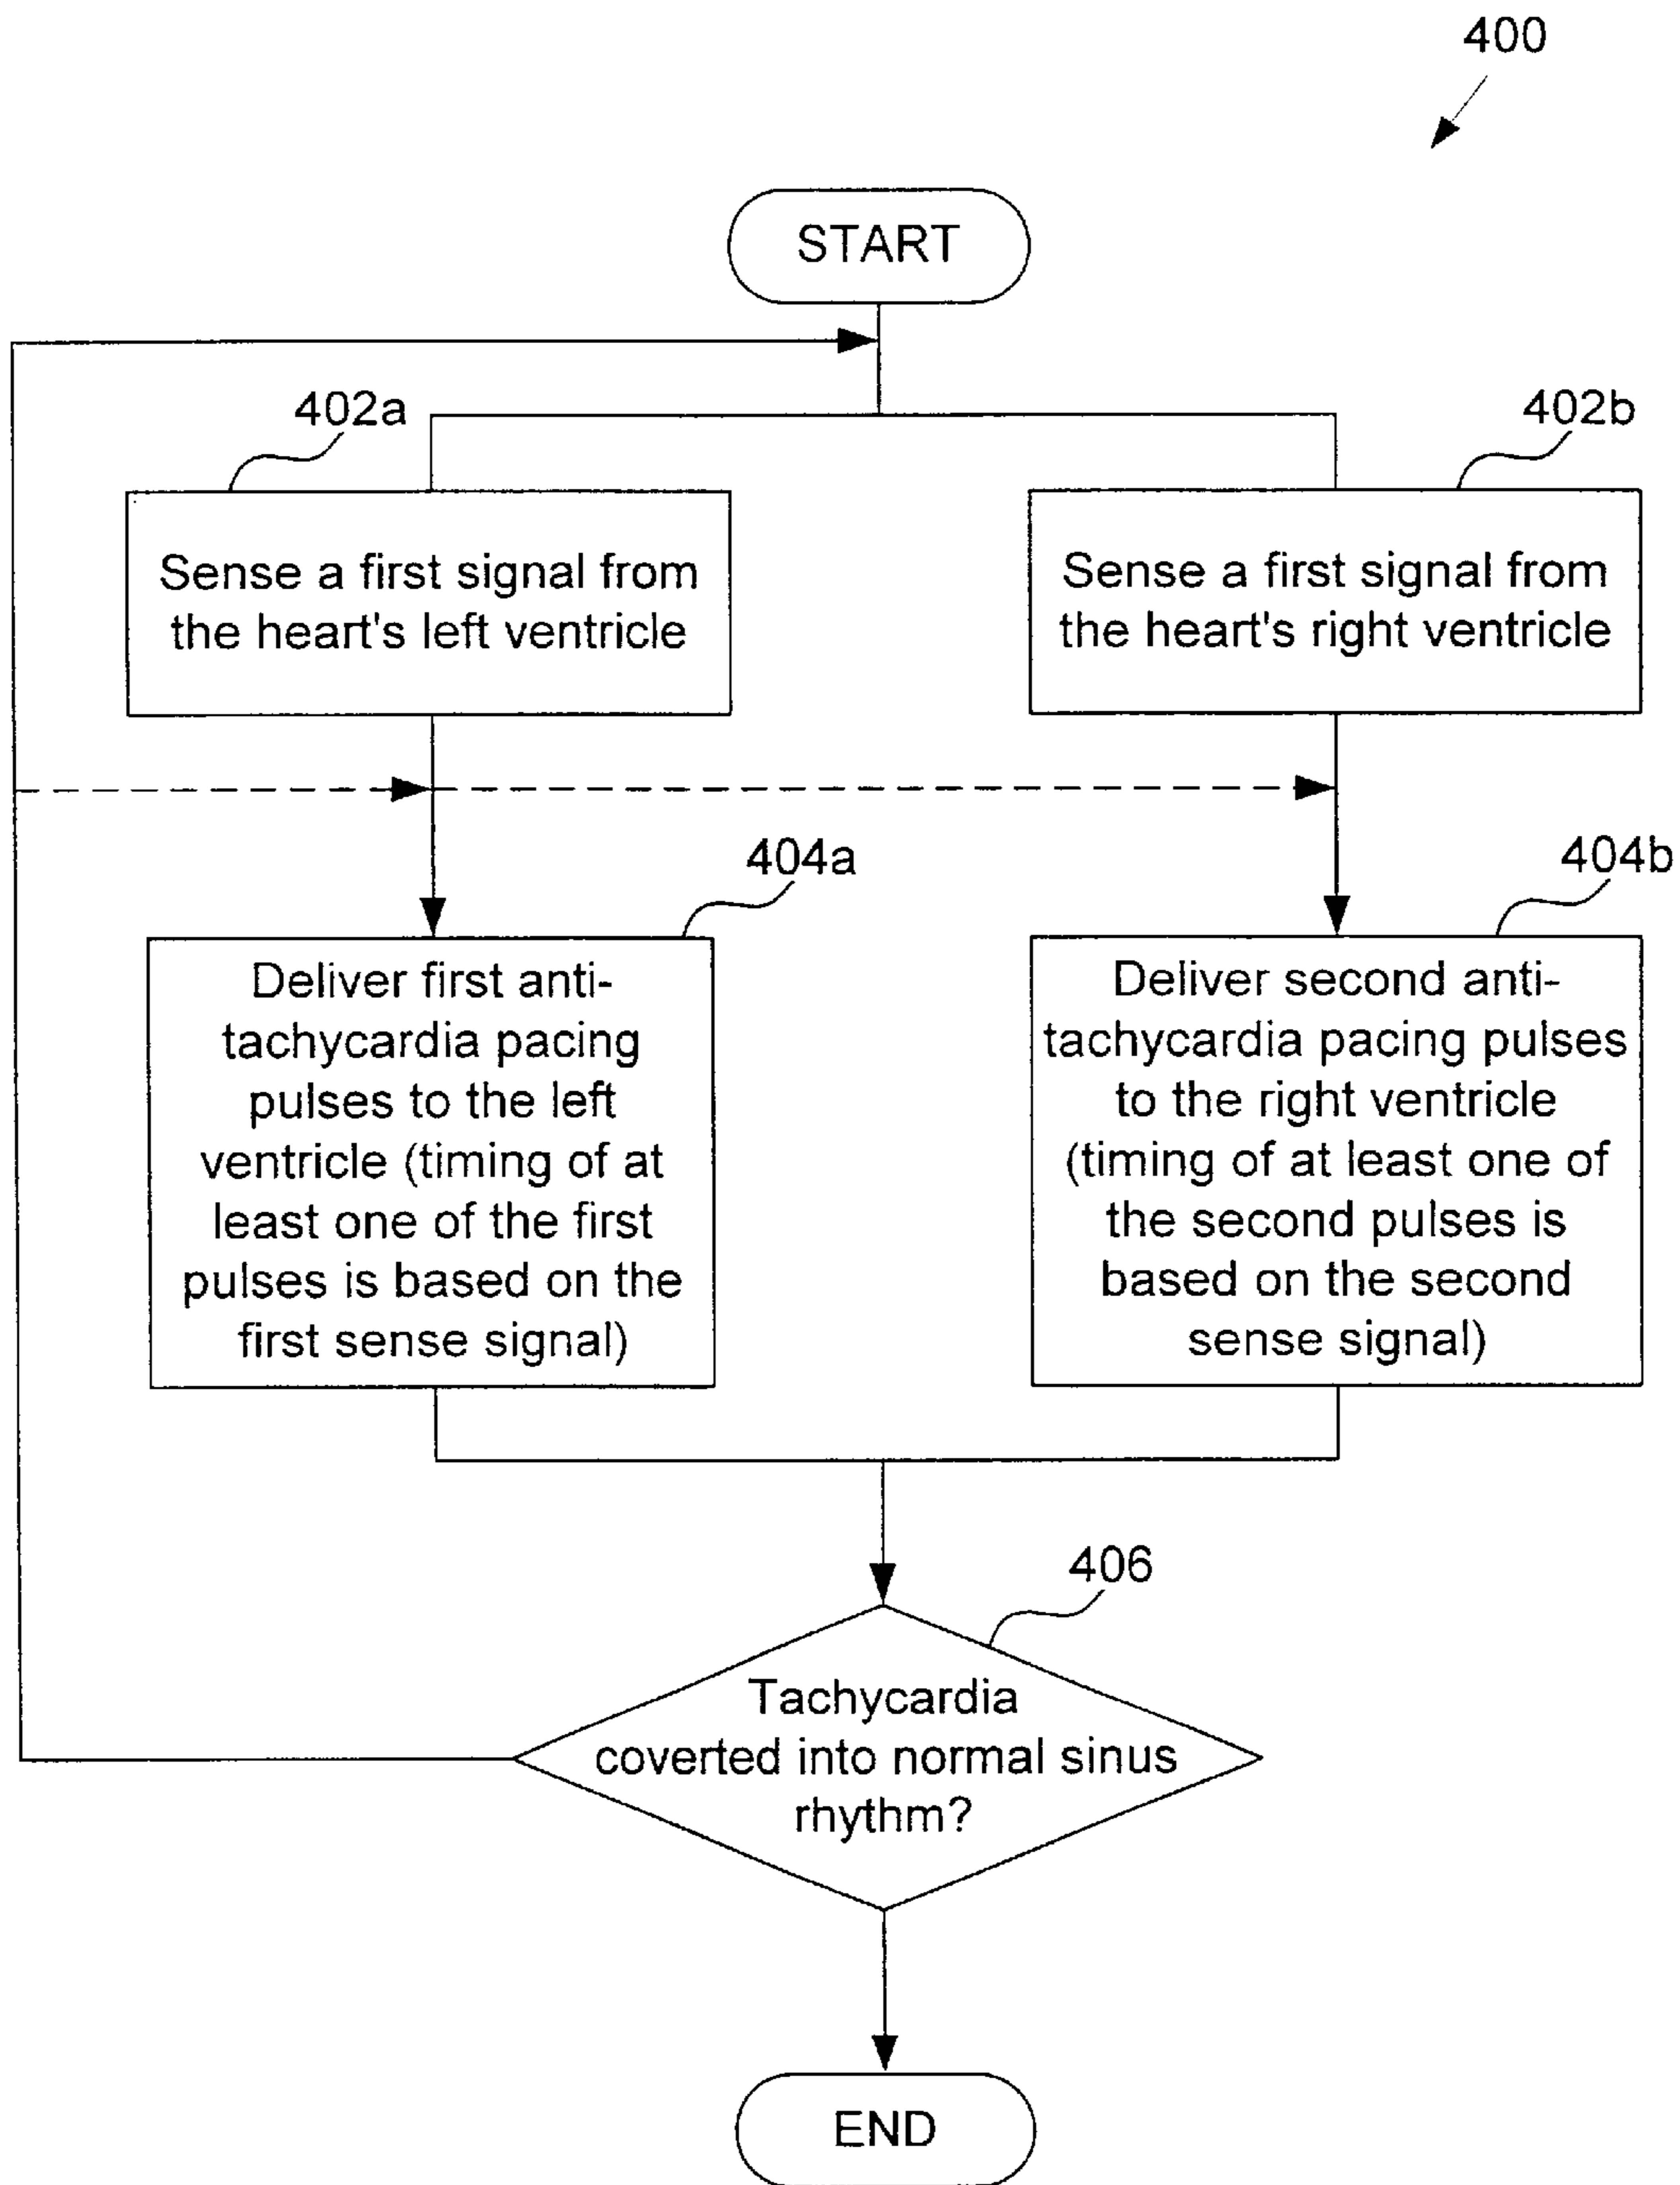 400
START
402a
402b
Sense a first signal from
the heart's left ventricle
Sense a first signal from
the heart's right ventricle
404a
404b
Deliver first anti-
tachycardia pacing
pulses to the left
ventricle (timing of at
least one of the first
pulses is based on the
first sense signal)
Deliver second anti-
tachycardia pacing pulses
to the right ventricle
(timing of at least one of
the second pulses is
based on the second
sense signal)
406
Tachycardia
coverted into normal sinus
rhythm?
END